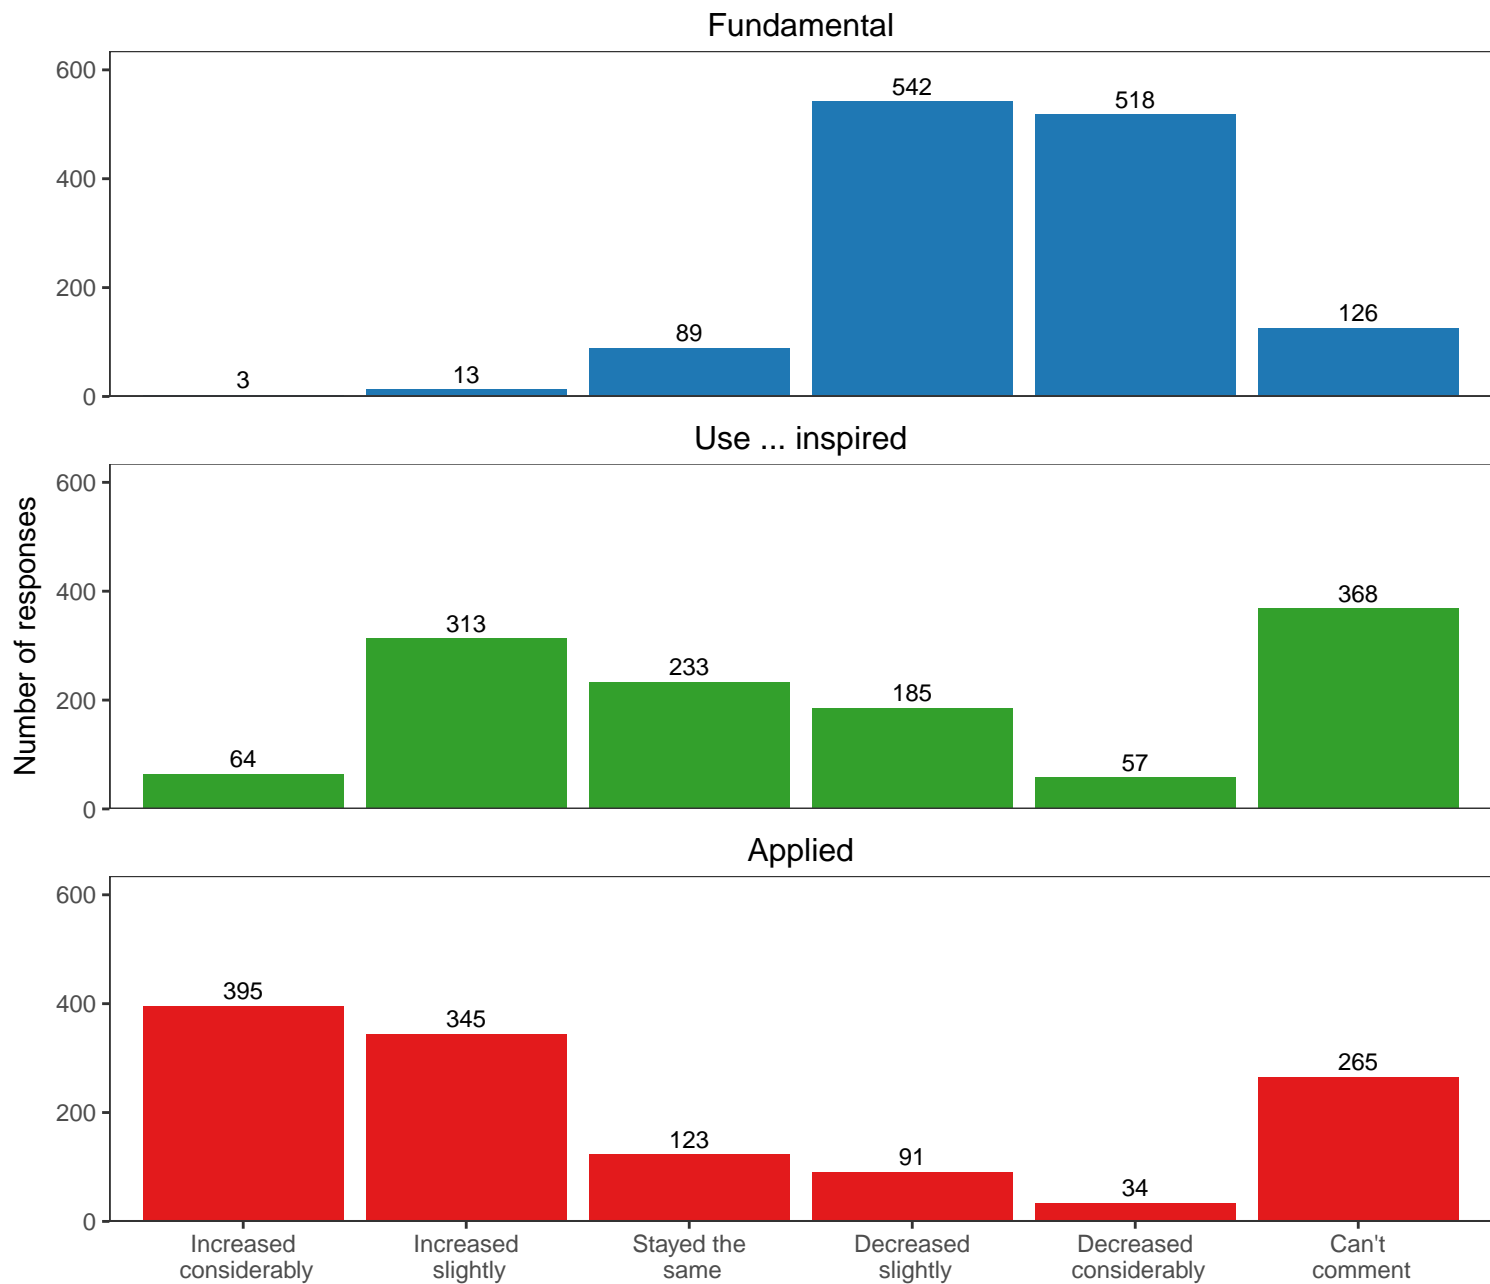 Fundamental
600
400
200
0
3
13
89
542
518
126
Use ... inspired
Number of responses
600
400
200
0
64
313
233
185
57
368
Applied
600
400
200
0
395
345
123
91
34
265
Increased
considerably
Increased
slightly
Stayed the
same
Decreased
slightly
Decreased
considerably
Can't
comment